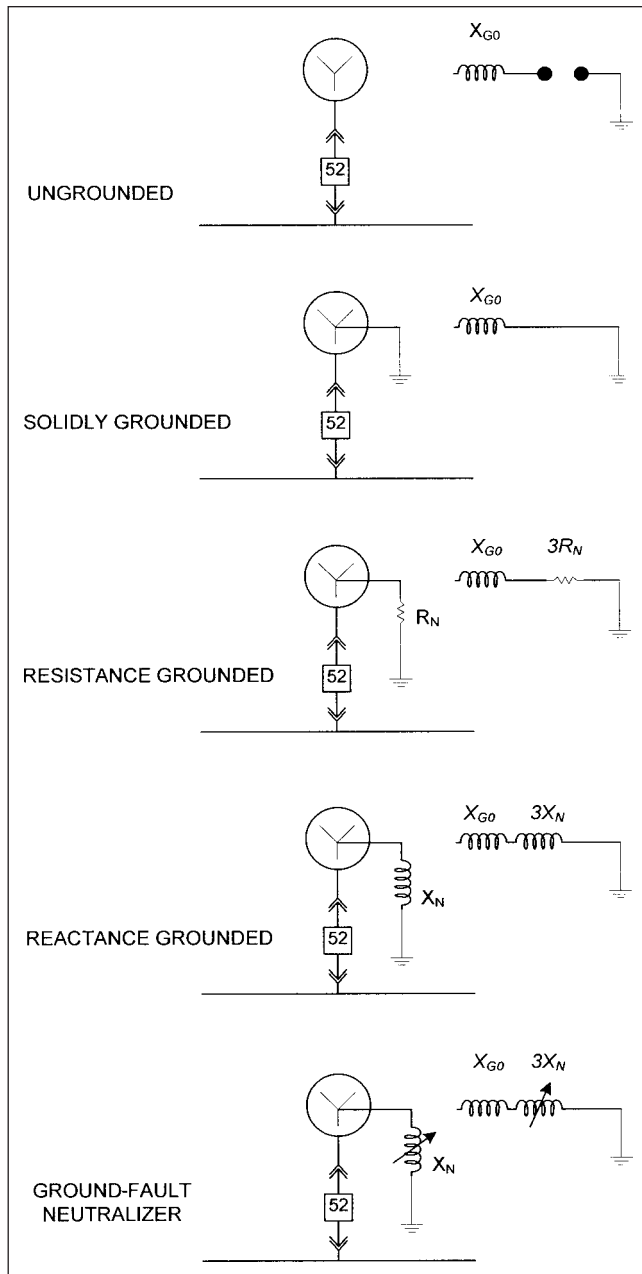 X_G0
52
UNGROUNDED
X_G0
52
SOLIDLY GROUNDED
X_G0 3R_N
R_N
52
RESISTANCE GROUNDED
X_G0 3X_N
X_N
52
REACTANCE GROUNDED
X_G0 3X_N
X_N
52
GROUND-FAULT
NEUTRALIZER